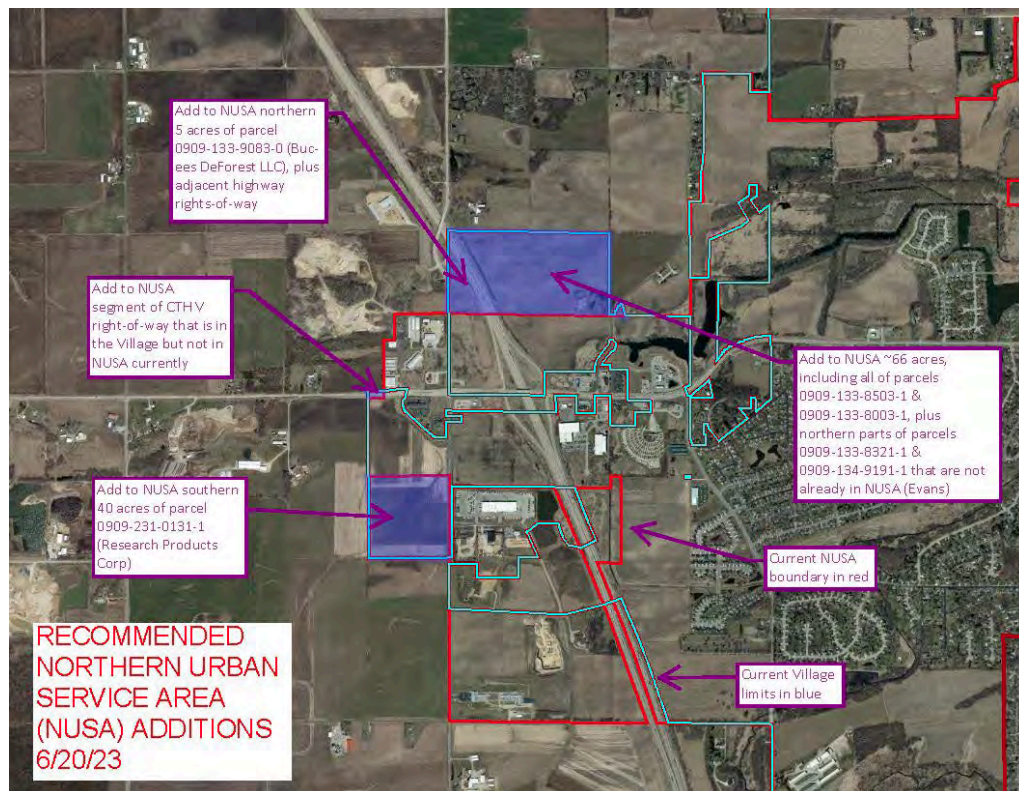 Add to NUSA northern
5 acres of parcel
0909-133-9083-0 (Buc-
ees DeForest LLC), plus
adjacent highway
rights-of-way
Add to NUSA
segment of CTH V
right-of-way that is in
the Village but not in
NUSA currently
Add to NUSA ~66 acres,
including all of parcels
0909-133-8503-1 &
0909-133-8003-1, plus
northern parts of parcels
0909-133-8321-1 &
0909-134-9191-1 that are not
already in NUSA (Evans)
Add to NUSA southern
40 acres of parcel
0909-231-0131-1
(Research Products
Corp)
Current NUSA
boundary in red
Current Village
limits in blue
RECOMMENDED
NORTHERN URBAN
SERVICE AREA
(NUSA) ADDITIONS
6/20/23